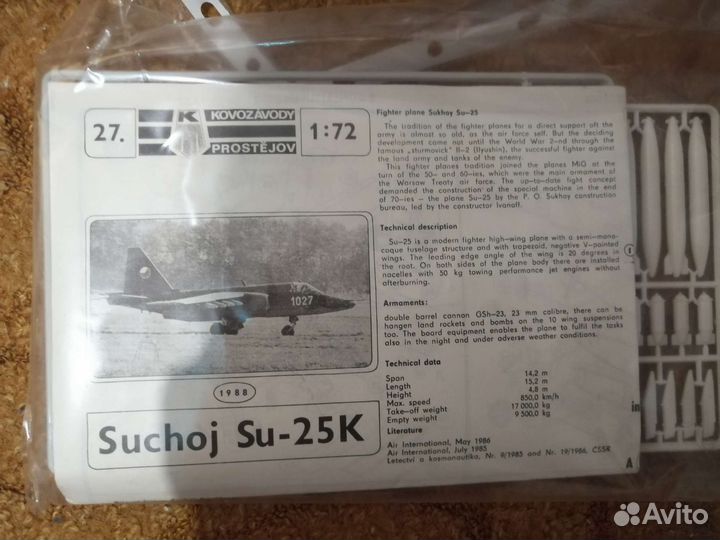 27.
K
KOVOZÁVODY
PROSTĚJOV
1:72
1988
Suchoj Su-25K
Fighter plane Sukhoy Su-25
The tradition of the fighter planes for a direct support oft the
army is almost so old, as the air force self. But the deciding
development came out until the World War 2-nd through the
famous „sturmovick" Il-2 (Ilyushin), the successful fighter against
the land army and tanks of the enemy.
This fighter planes tradition joined the planes MiG at the
turn of the 50- and 60-ies, which were the main ornament of
the Warsaw Treaty air force. The up-to-date fight concept
demanded the construction of the special machine in the end
of 70-ies — the plane Su-25 by the P. O. Sukhoy construction
bureau, led by the constructor Ivanoff.
Technical description
Su-25 is a modern fighter high-wing plane with a semi-mono-
coque fuselage structure and with trapezoid, negative V-pointed
wings. The leading edge angle of the wing is 20 degrees in
the root. On both sides of the plane body there are installed
nacelles with 50 kg towing performance jet engines without
afterburning.
Armaments:
double barrel cannon GSh-23, 23 mm calibre, there can be
hangen land rockets and bombs on the 10 wing suspensions
too. The board equipment enables the plane to fulfil the tasks
also in the night and under adverse weather conditions.
Technical data
Span 14,2 m
Length 15,2 m
Height 4,8 m
Max. speed 850,0 km/h
Take-off weight 17 000,0 kg
Empty weight 9 500,0 kg
Literature
Air International, May 1986
Air International, July 1985
Letectví a kosmonautika, Nr. 9/1985 and Nr. 19/1986, ČSSR
1027
in
A
Avito